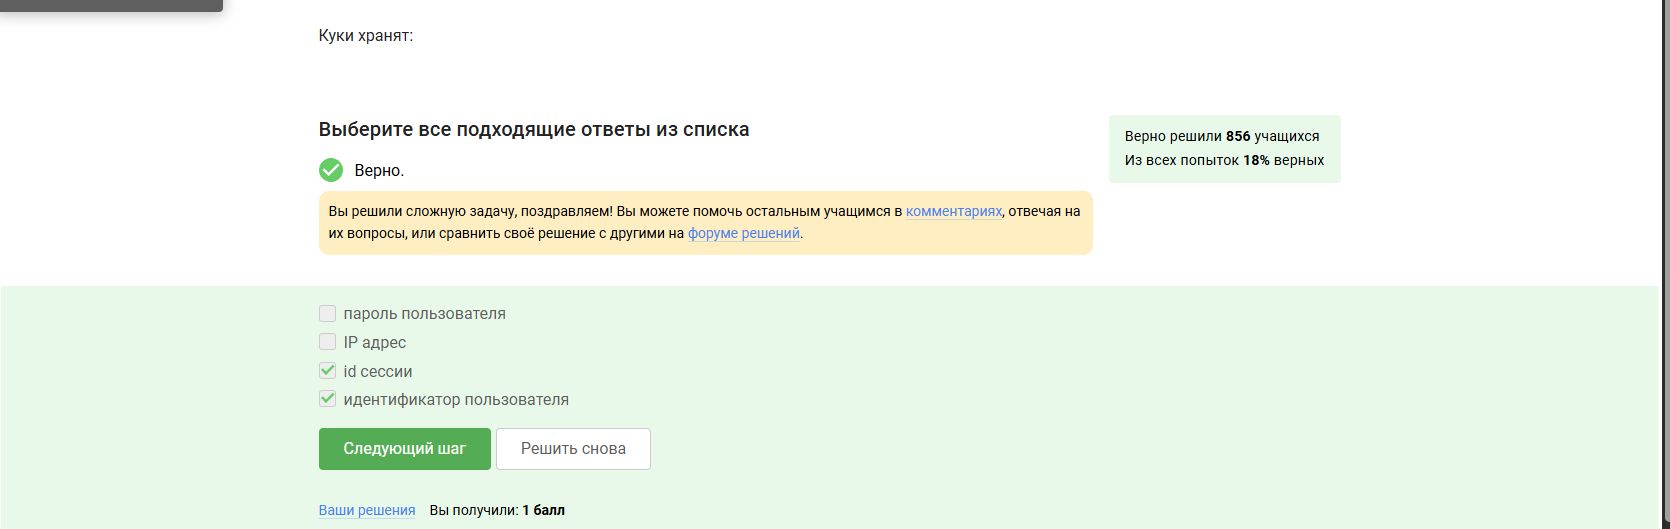 Куки хранят:
Выберите все подходящие ответы из списка
Верно решили 856 учащихся
Из всех попыток 18% верных
Верно.
Вы решили сложную задачу, поздравляем! Вы можете помочь остальным учащимся в комментариях, отвечая на
их вопросы, или сравнить своё решение с другими на форуме решений.
пароль пользователя
IP адрес
id сессии
идентификатор пользователя
Следующий шаг Решить снова
Ваши решения Вы получили: 1 балл